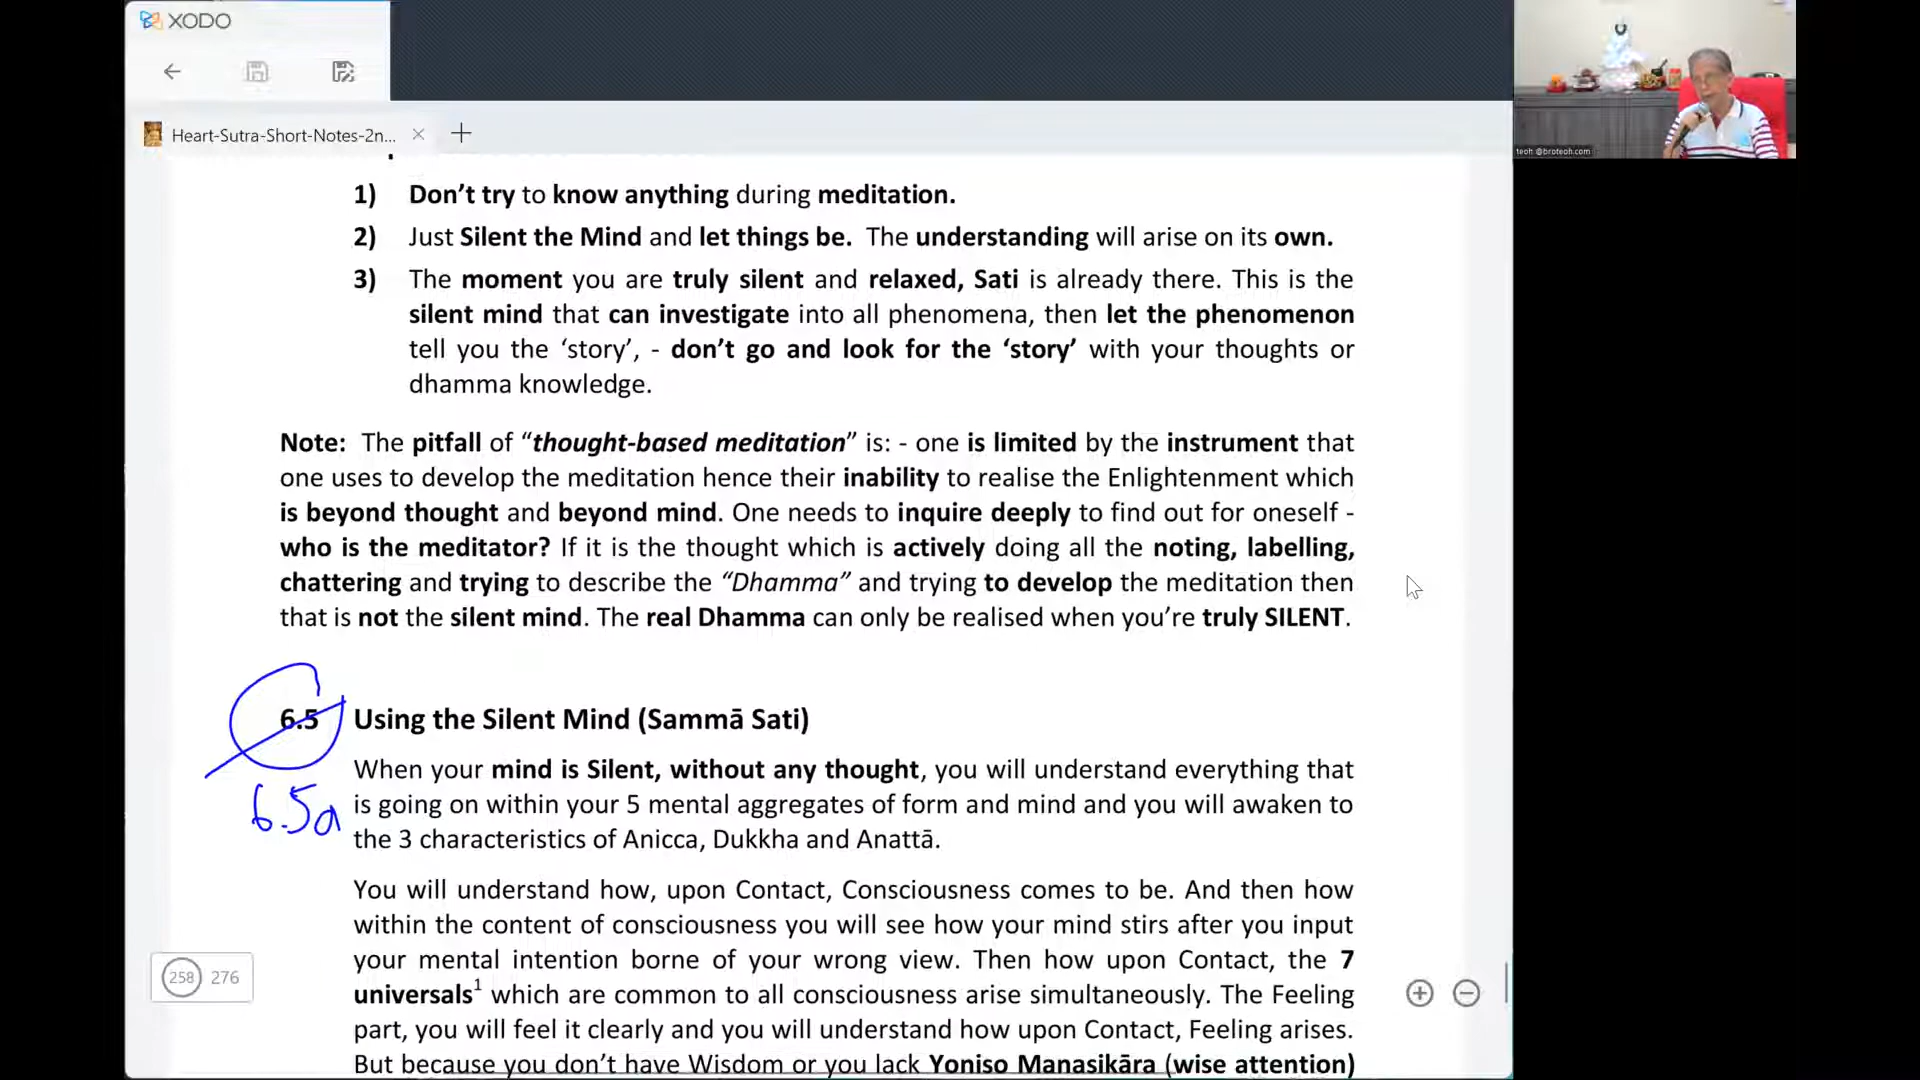 XODO
Heart-Sutra-Short-Notes-2n...
teoh @broteoh.com
1) Don't try to know anything during meditation.
2) Just Silent the Mind and let things be. The understanding will arise on its own.
3) The moment you are truly silent and relaxed, Sati is already there. This is the
silent mind that can investigate into all phenomena, then let the phenomenon
tell you the 'story', - don't go and look for the 'story' with your thoughts or
dhamma knowledge.
Note: The pitfall of "thought-based meditation" is: - one is limited by the instrument that
one uses to develop the meditation hence their inability to realise the Enlightenment which
is beyond thought and beyond mind. One needs to inquire deeply to find out for oneself -
who is the meditator? If it is the thought which is actively doing all the noting, labelling,
chattering and trying to describe the "Dhamma" and trying to develop the meditation then
that is not the silent mind. The real Dhamma can only be realised when you're truly SILENT.
6.5 Using the Silent Mind (Sammā Sati)
6.5a
When your mind is Silent, without any thought, you will understand everything that
is going on within your 5 mental aggregates of form and mind and you will awaken to
the 3 characteristics of Anicca, Dukkha and Anattā.
You will understand how, upon Contact, Consciousness comes to be. And then how
within the content of consciousness you will see how your mind stirs after you input
your mental intention borne of your wrong view. Then how upon Contact, the 7
universals¹ which are common to all consciousness arise simultaneously. The Feeling
part, you will feel it clearly and you will understand how upon Contact, Feeling arises.
But because you don't have Wisdom or you lack Yoniso Manasikāra (wise attention)
258 276